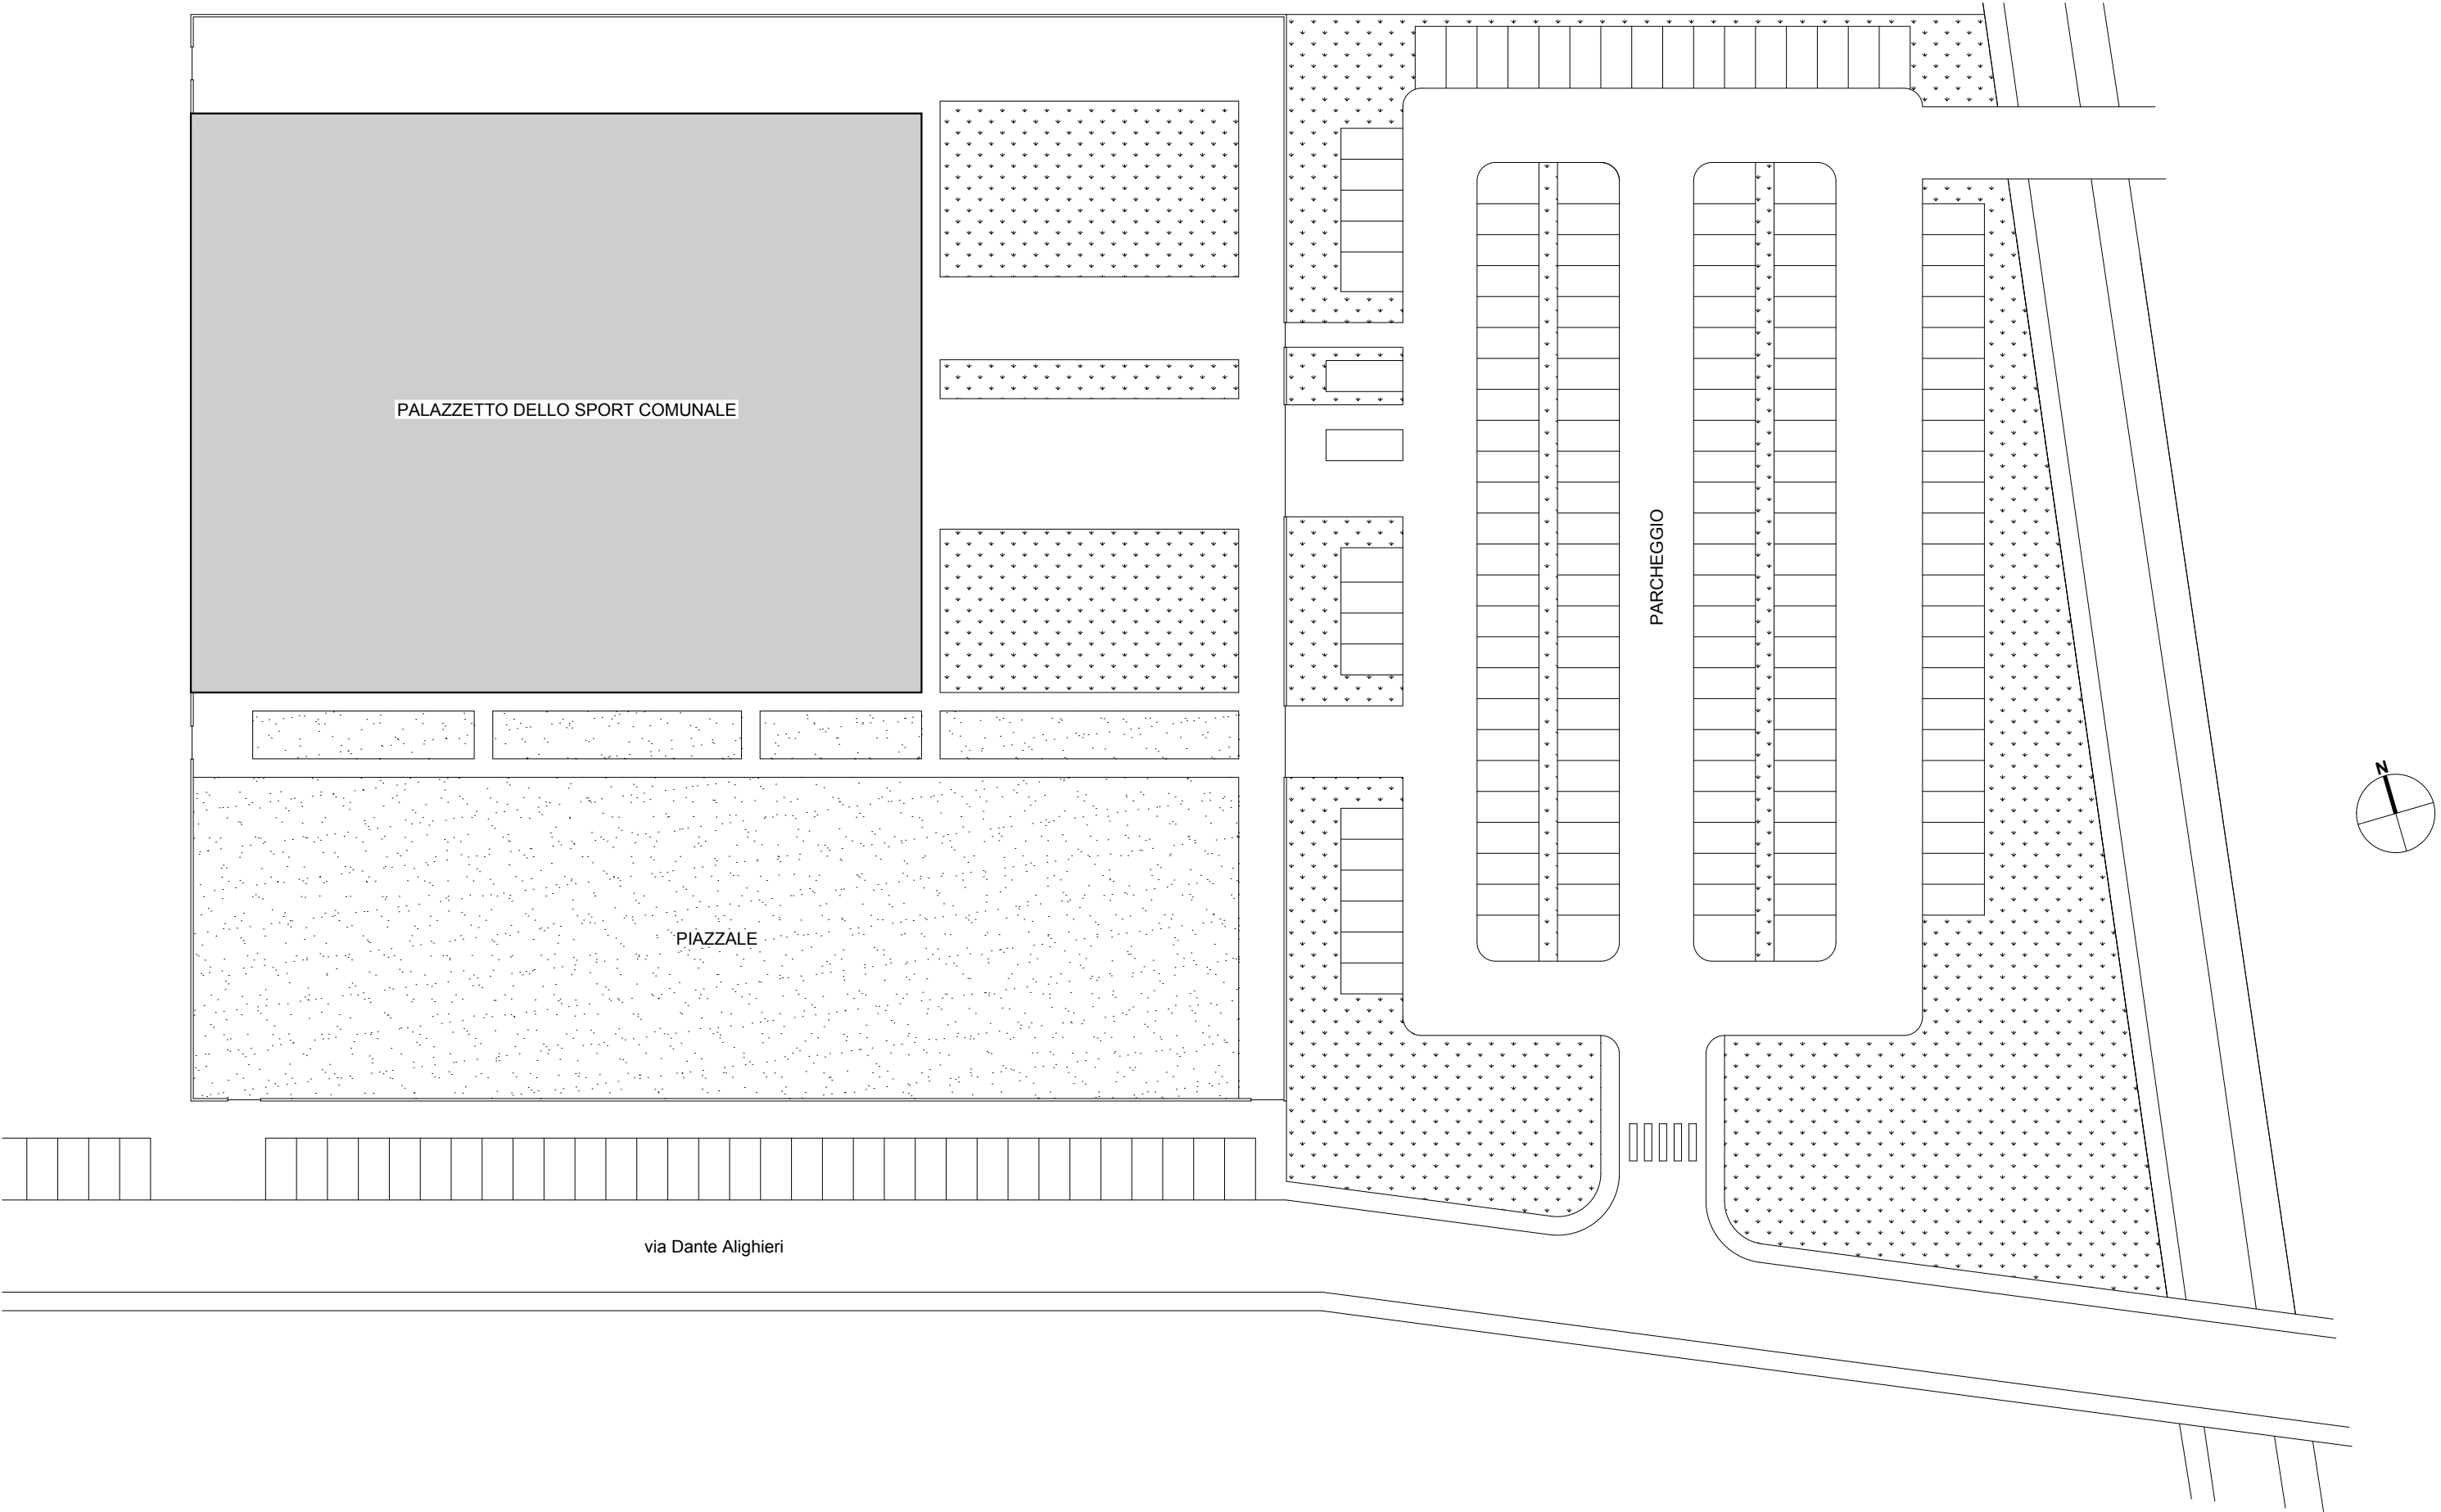 PALAZZETTO DELLO SPORT COMUNALE
PARCHEGGIO
N
PIAZZALE
via Dante Alighieri